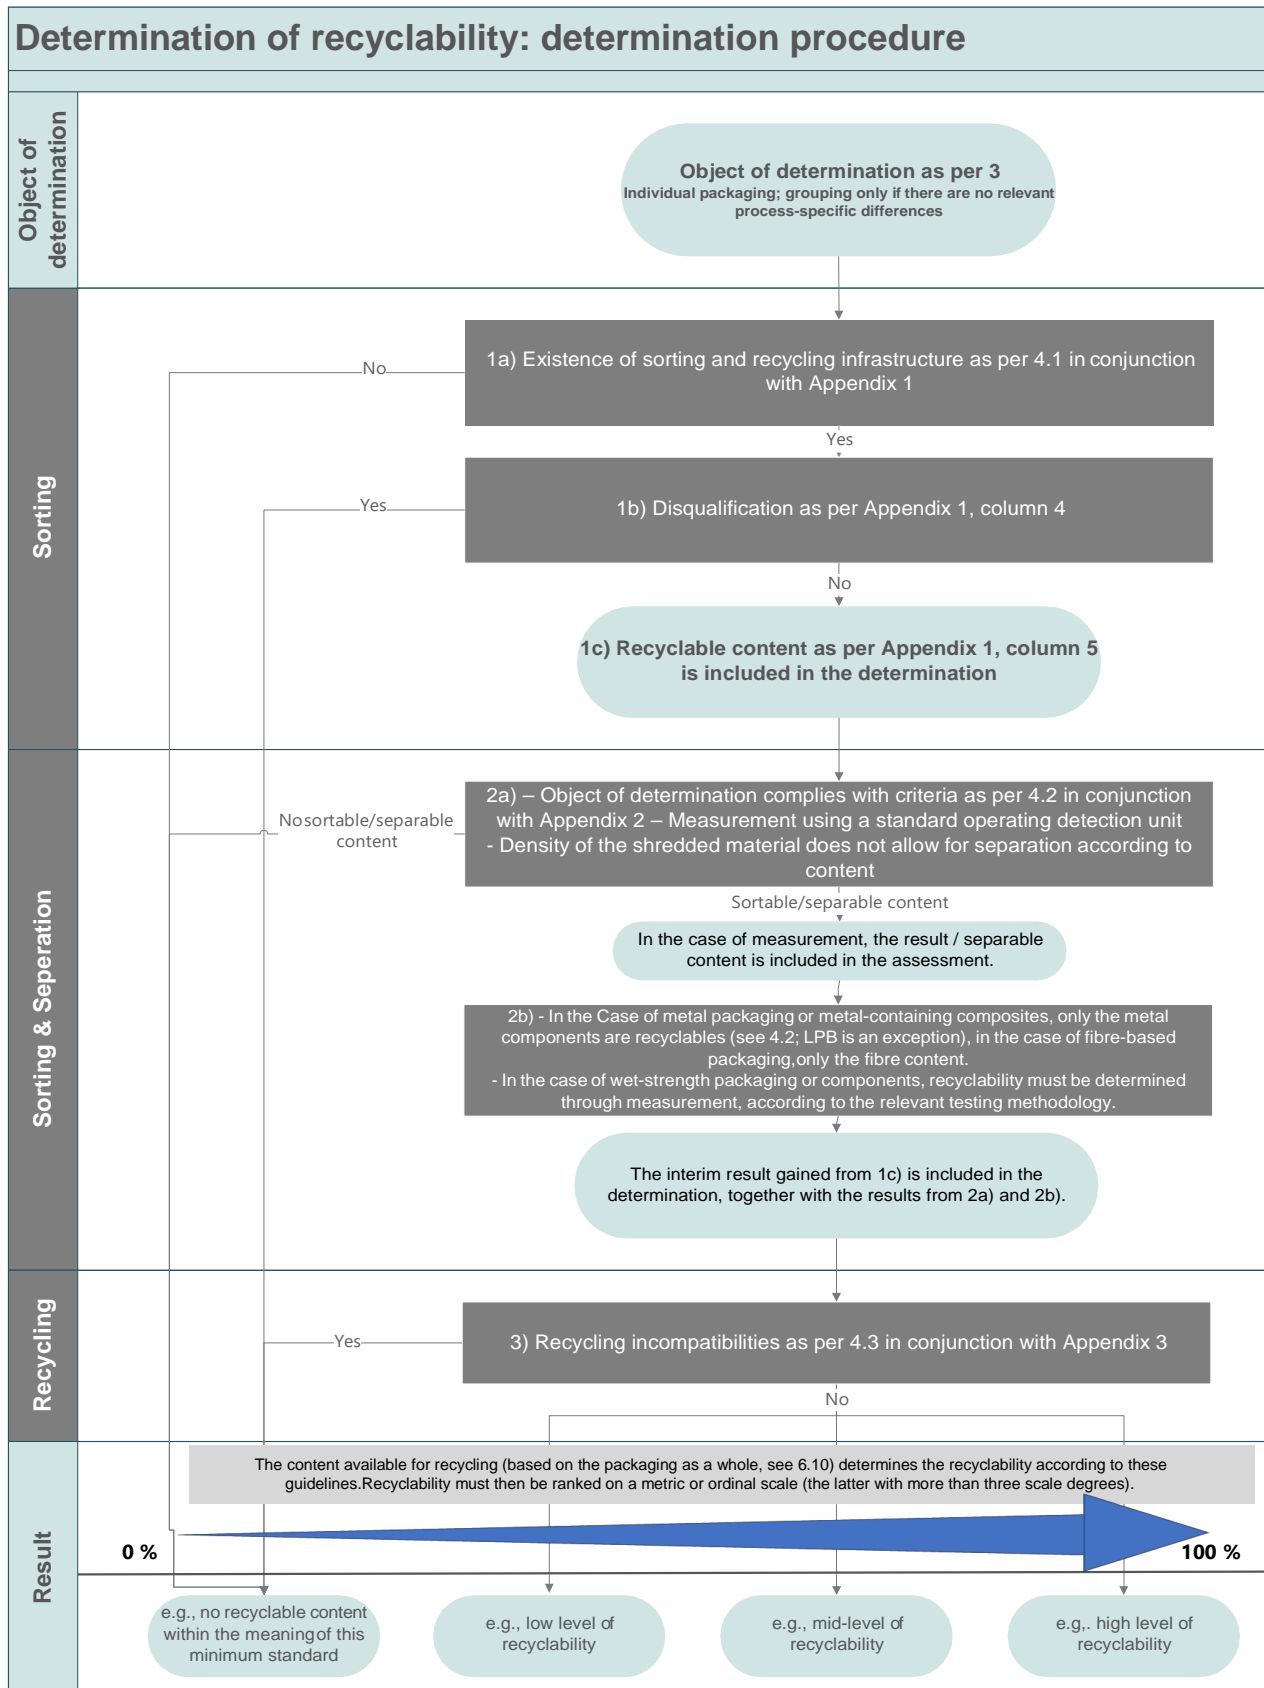 Determination of recyclability: determination procedure
Object of
determination
Object of determination as per 3
Individual packaging; grouping only if there are no relevant
process-specific differences
Sorting
1a) Existence of sorting and recycling infrastructure as per 4.1 in conjunction
with Appendix 1
No
Yes
1b) Disqualification as per Appendix 1, column 4
Yes
No
1c) Recyclable content as per Appendix 1, column 5
is included in the determination
Sorting & Seperation
2a) – Object of determination complies with criteria as per 4.2 in conjunction
with Appendix 2 – Measurement using a standard operating detection unit
- Density of the shredded material does not allow for separation according to
content
No sortable/separable
content
Sortable/separable content
In the case of measurement, the result / separable
content is included in the assessment.
2b) - In the Case of metal packaging or metal-containing composites, only the metal
components are recyclables (see 4.2; LPB is an exception), in the case of fibre-based
packaging,only the fibre content.
- In the case of wet-strength packaging or components, recyclability must be determined
through measurement, according to the relevant testing methodology.
The interim result gained from 1c) is included in the
determination, together with the results from 2a) and 2b).
Recycling
3) Recycling incompatibilities as per 4.3 in conjunction with Appendix 3
Yes
No
Result
The content available for recycling (based on the packaging as a whole, see 6.10) determines the recyclability according to these
guidelines.Recyclability must then be ranked on a metric or ordinal scale (the latter with more than three scale degrees).
0 %
100 %
e.g., no recyclable content
within the meaning of this
minimum standard
e.g., low level of
recyclability
e.g., mid-level of
recyclability
e.g,. high level of
recyclability